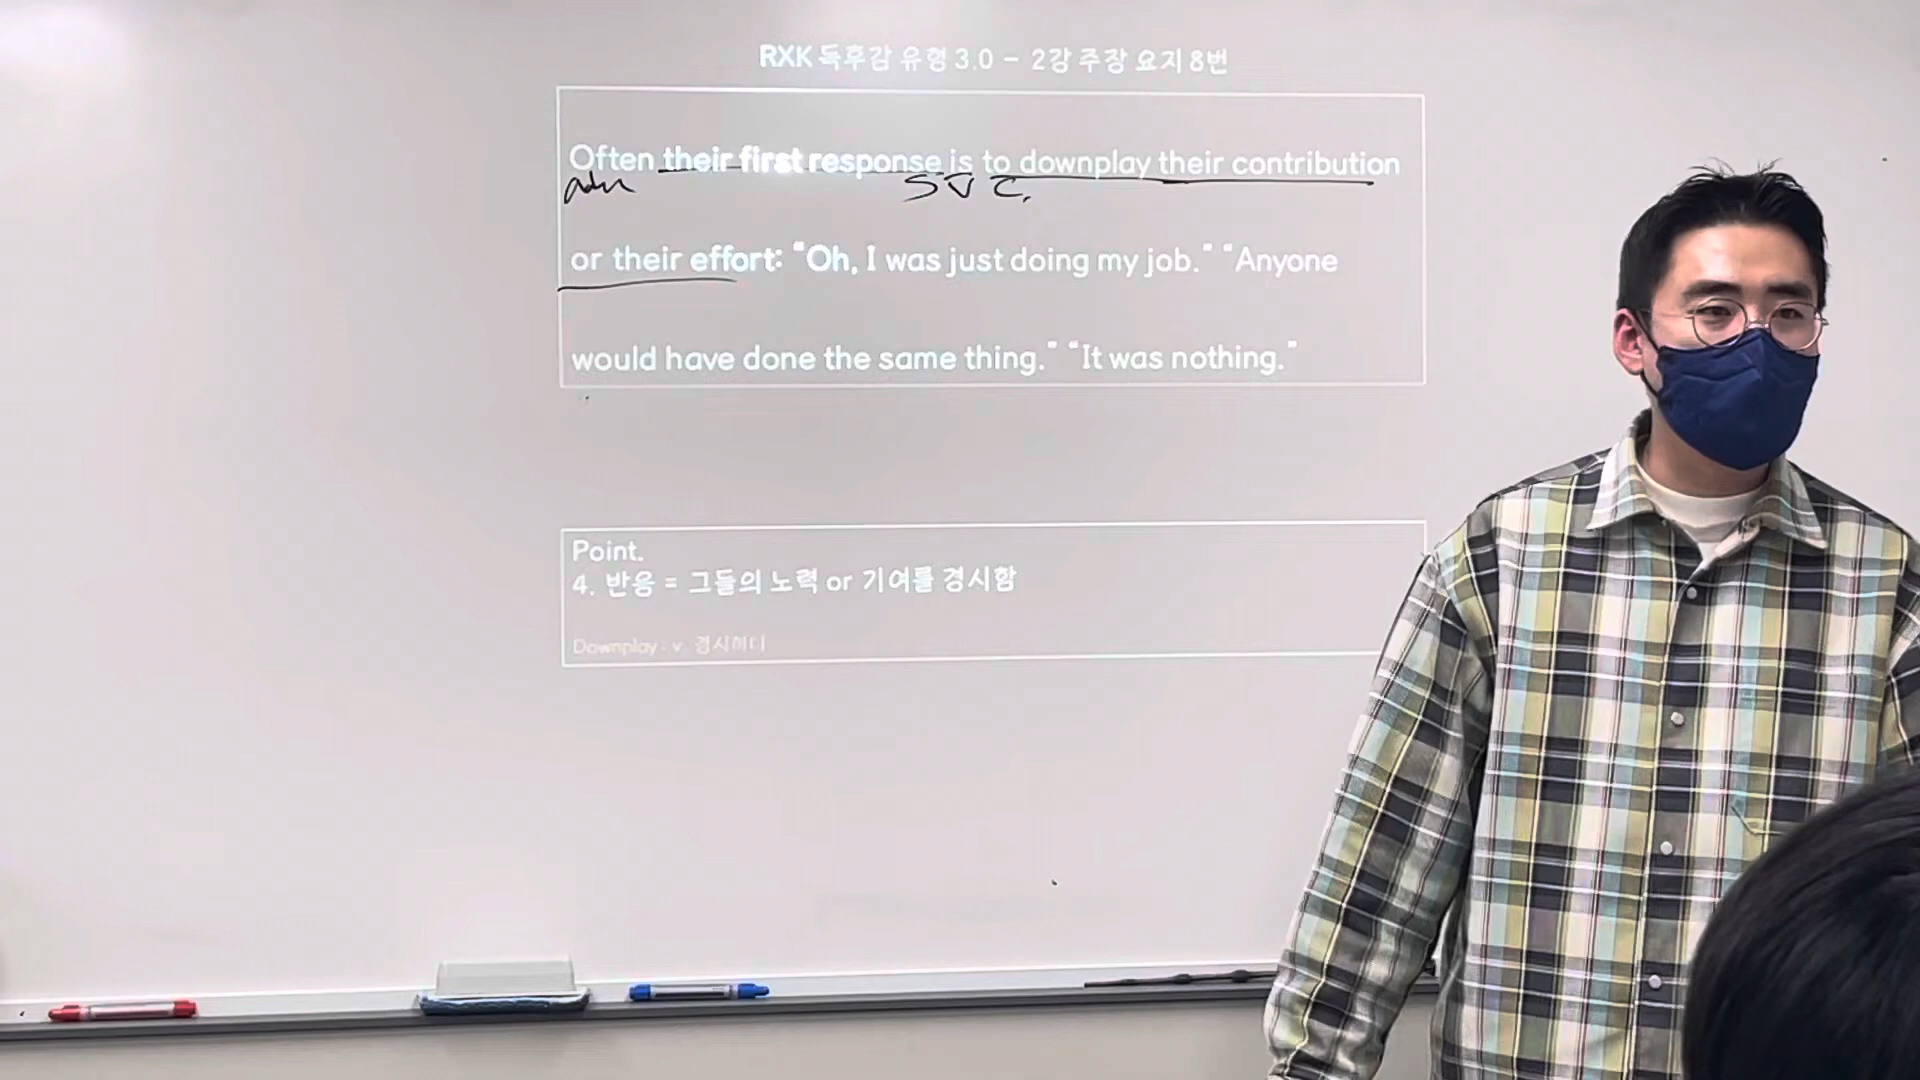 RXK 독후감 유형 3.0 - 2강 주장 요지 8번
Often their first response is to downplay their contribution
adv S V C.
or their effort: “Oh, I was just doing my job.” “Anyone
would have done the same thing.” “It was nothing.”
Point.
4. 반응 = 그들의 노력 or 기여를 경시함
Downplay : v. 경시하다